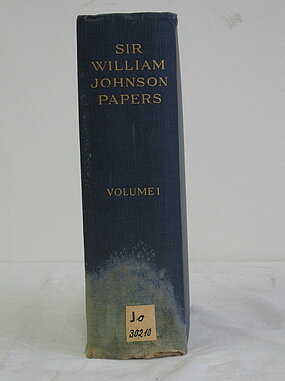 SIR
WILLIAM
JOHNSON
PAPERS
VOLUME I
Jo
30210